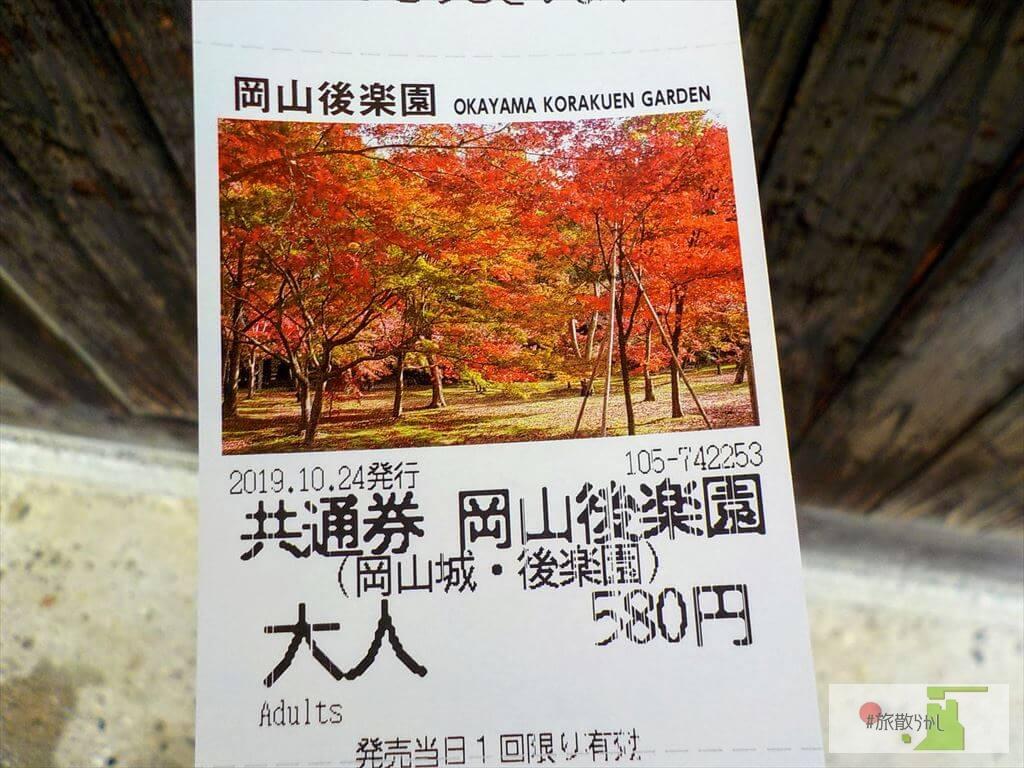 岡山後楽園 OKAYAMA KORAKUEN GARDEN
2019.10.24発行 105-742253
共通券 岡山後楽園
(岡山城・後楽園)
大人 580円
Adults
発売当日1回限り有効
#旅散らかし